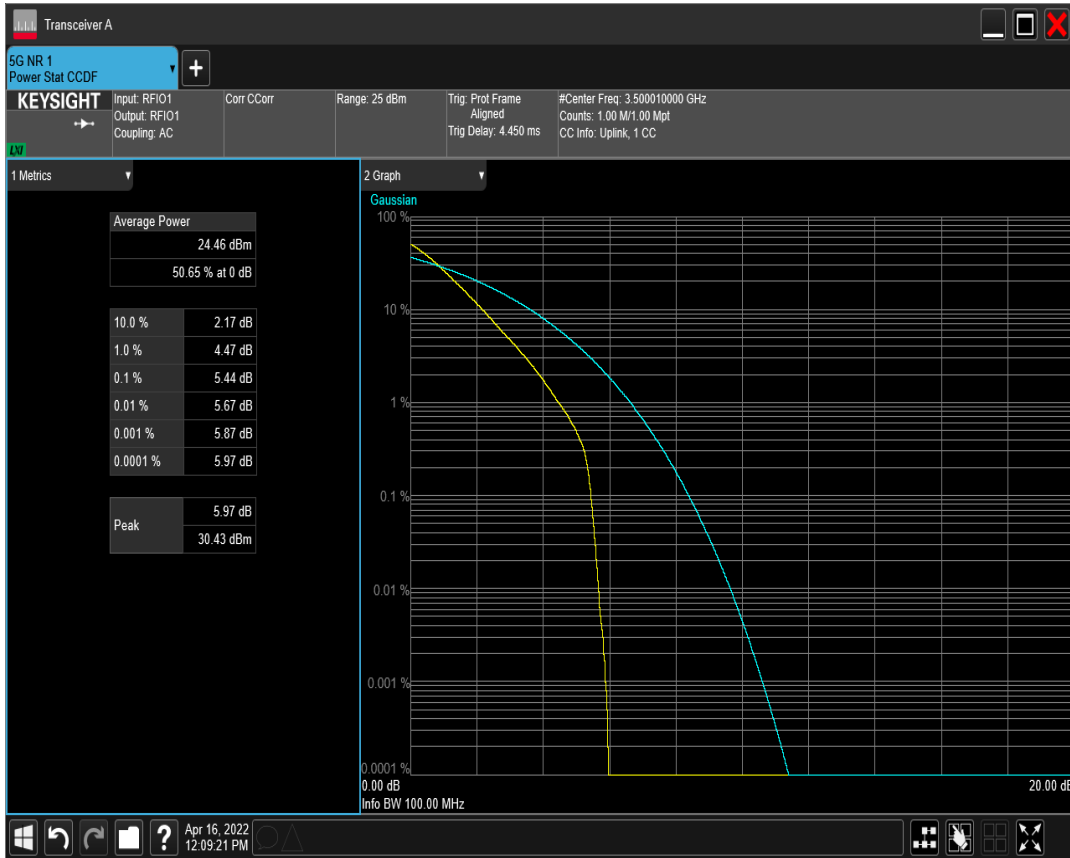 Transceiver A
5G NR 1
Power Stat CCDF
KEYSIGHT
LXI
Input: RFIO1
Output: RFIO1
Coupling: AC
Corr CCorr
Range: 25 dBm
Trig: Prot Frame
Aligned
Trig Delay: 4.450 ms
#Center Freq: 3.500010000 GHz
Counts: 1.00 M/1.00 Mpt
CC Info: Uplink, 1 CC
1 Metrics
Average Power
24.46 dBm
50.65 % at 0 dB
10.0 % 2.17 dB
1.0 % 4.47 dB
0.1 % 5.44 dB
0.01 % 5.67 dB
0.001 % 5.87 dB
0.0001 % 5.97 dB
Peak
5.97 dB
30.43 dBm
2 Graph
Gaussian
100 %
10 %
1 %
0.1 %
0.01 %
0.001 %
0.0001 %
0.00 dB
20.00 dB
Info BW 100.00 MHz
?
Apr 16, 2022
12:09:21 PM